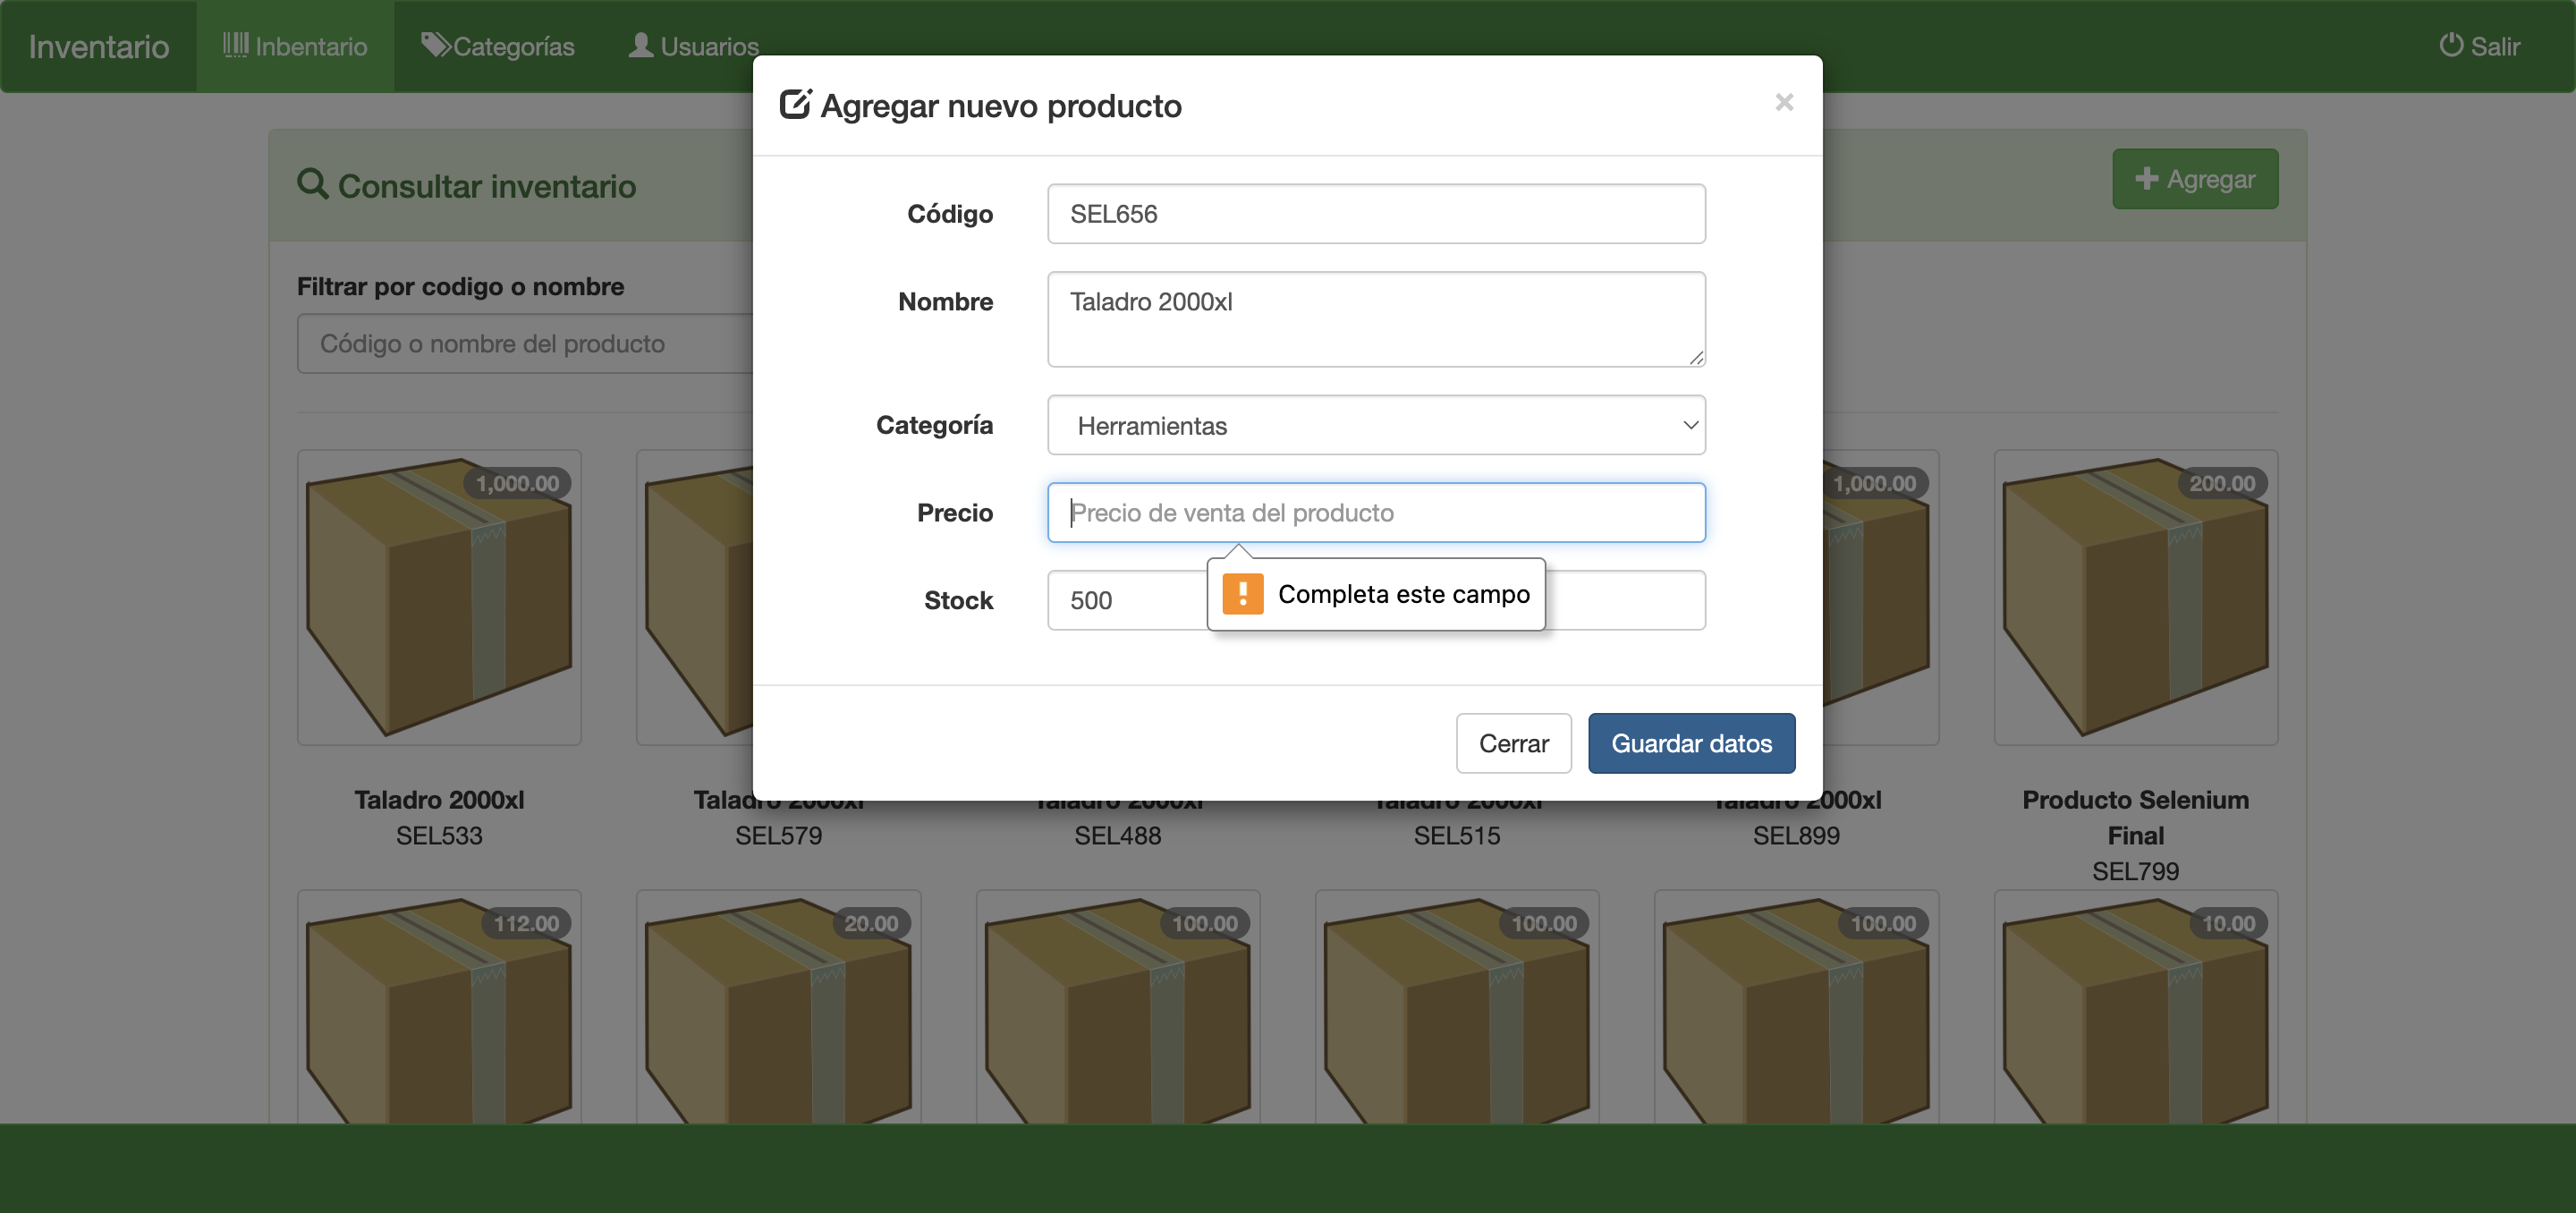 Inventario
Inbentario
Categorías
Usuarios
Salir
Agregar nuevo producto
×
Consultar inventario
Agregar
Código
SEL656
Filtrar por codigo o nombre
Código o nombre del producto
Nombre
Taladro 2000xl
Categoría
Herramientas
Precio
Precio de venta del producto
Completa este campo
Stock
500
Cerrar
Guardar datos
1,000.00
1,000.00
200.00
Taladro 2000xl
SEL533
Taladro 2000xl
SEL579
Taladro 2000xl
SEL488
Taladro 2000xl
SEL515
Taladro 2000xl
SEL899
Producto Selenium
Final
SEL799
112.00
20.00
100.00
100.00
100.00
10.00